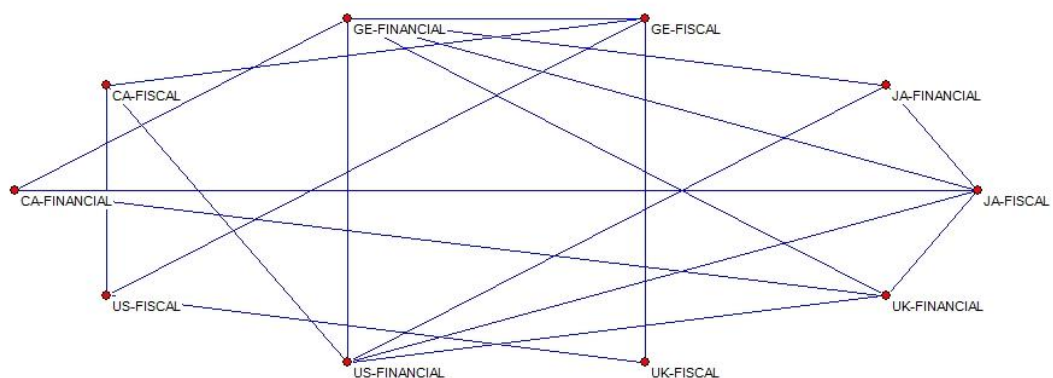 GE-FINANCIAL
GE-FISCAL
CA-FISCAL
JA-FINANCIAL
CA-FINANCIAL
JA-FISCAL
US-FISCAL
UK-FINANCIAL
US-FINANCIAL
UK-FISCAL